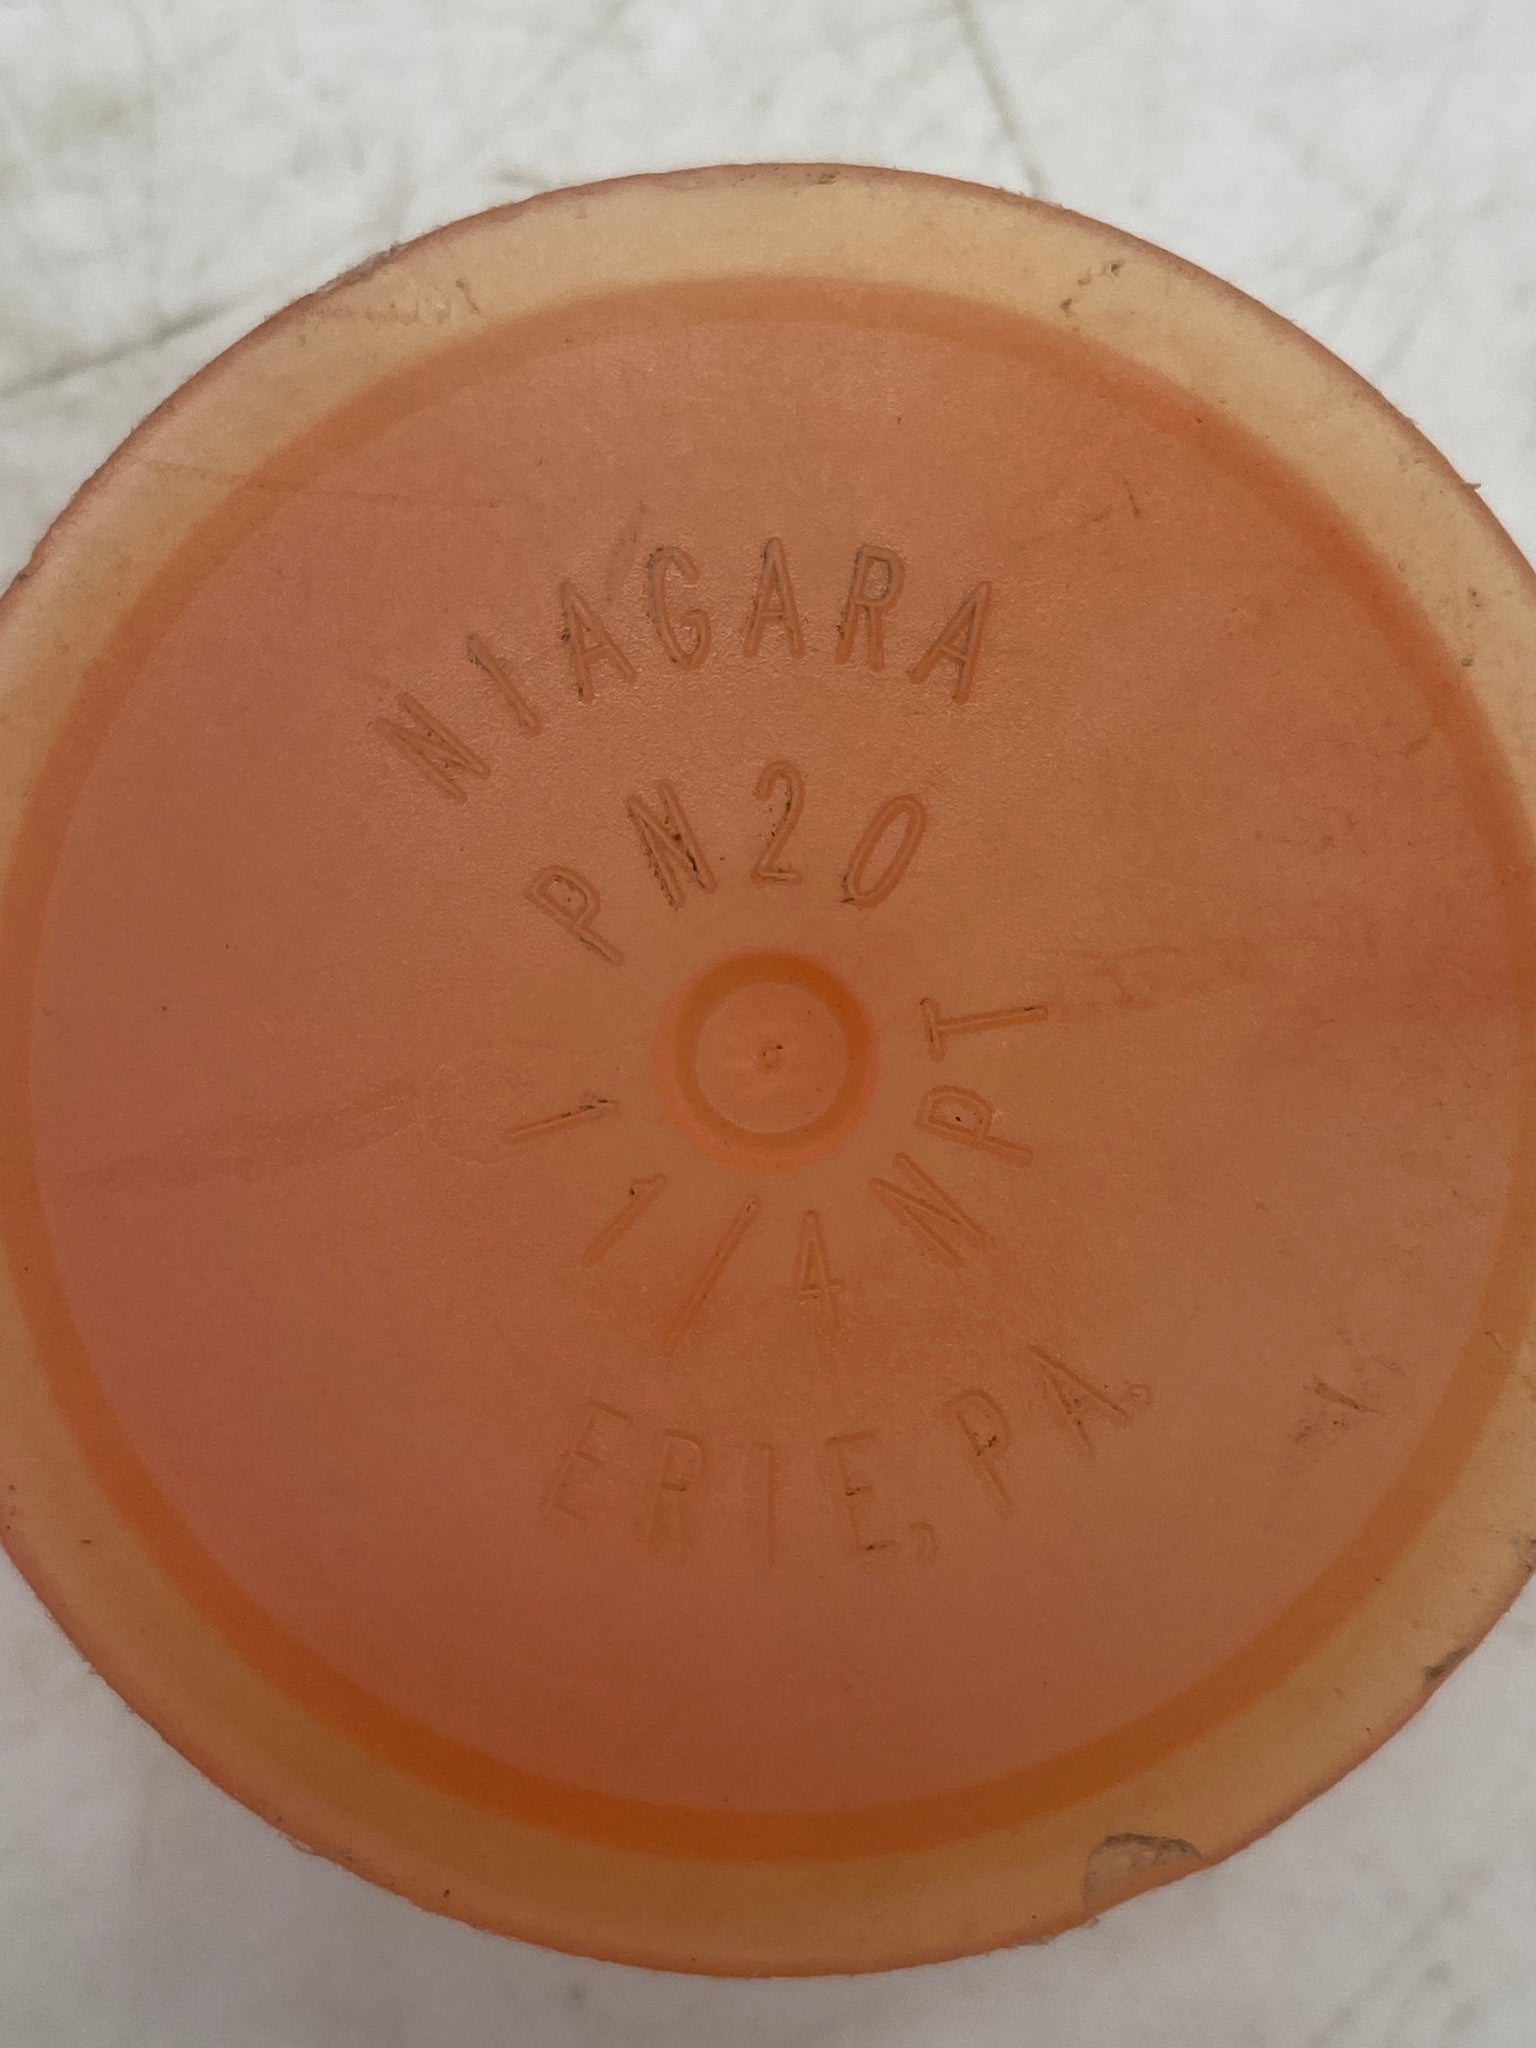 NIAGARA
PN20
1 1/4 NPT
ERIE, PA.